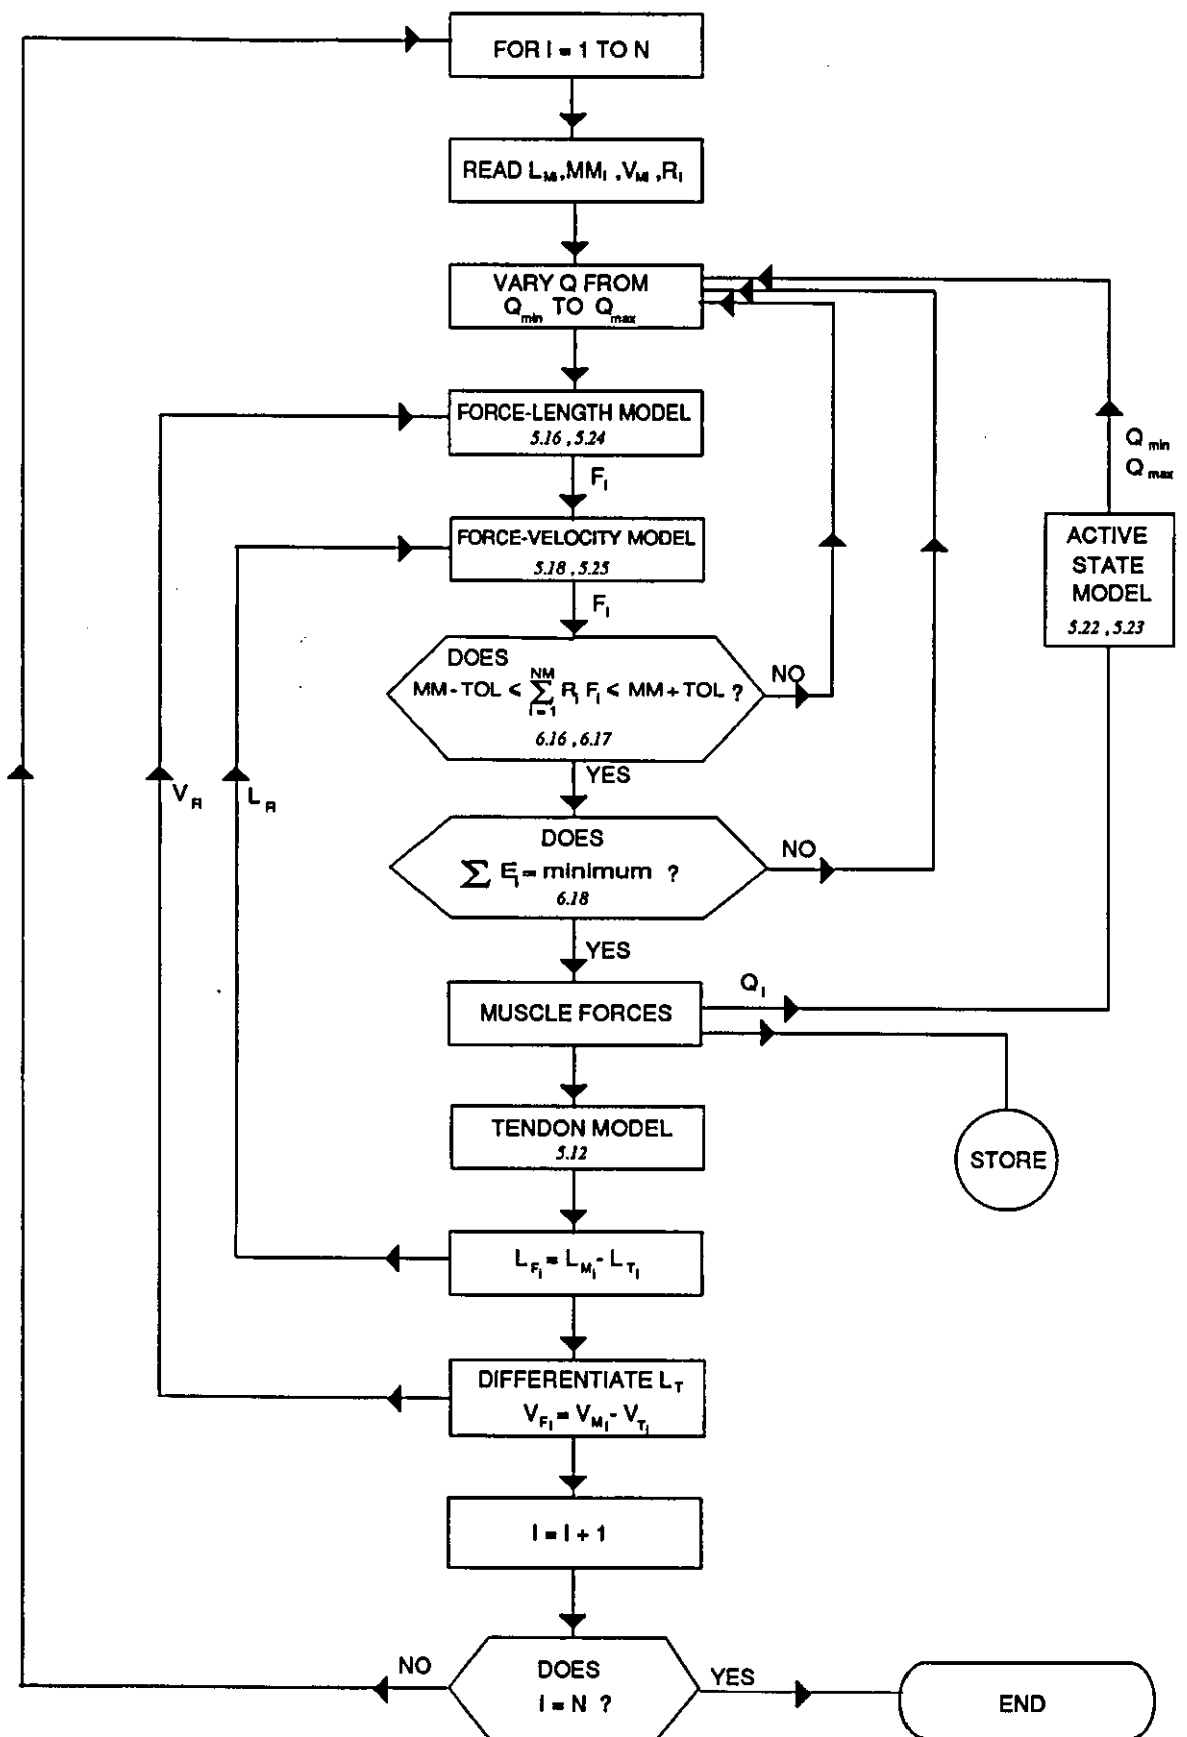 FOR I = 1 TO N
READ L_Mi, MM_I, V_Mi, R_I
VARY Q FROM
Q_min TO Q_max
FORCE-LENGTH MODEL
5.16 , 5.24
F_I
FORCE-VELOCITY MODEL
5.18 , 5.25
F_I
DOES
MM - TOL ≤ ∑_{i=1}^{NM} R_i F_i ≤ MM + TOL ?
6.16 , 6.17
NO
YES
DOES
∑ E_i = minimum ?
6.18
NO
YES
MUSCLE FORCES
Q_I
Q_min
Q_max
ACTIVE
STATE
MODEL
5.22 , 5.23
STORE
TENDON MODEL
5.12
L_Fi = L_Mi - L_Ti
L_FI
DIFFERENTIATE L_T
V_Fi = V_Mi - V_Ti
V_FI
I = I + 1
DOES
I = N ?
NO
YES
END